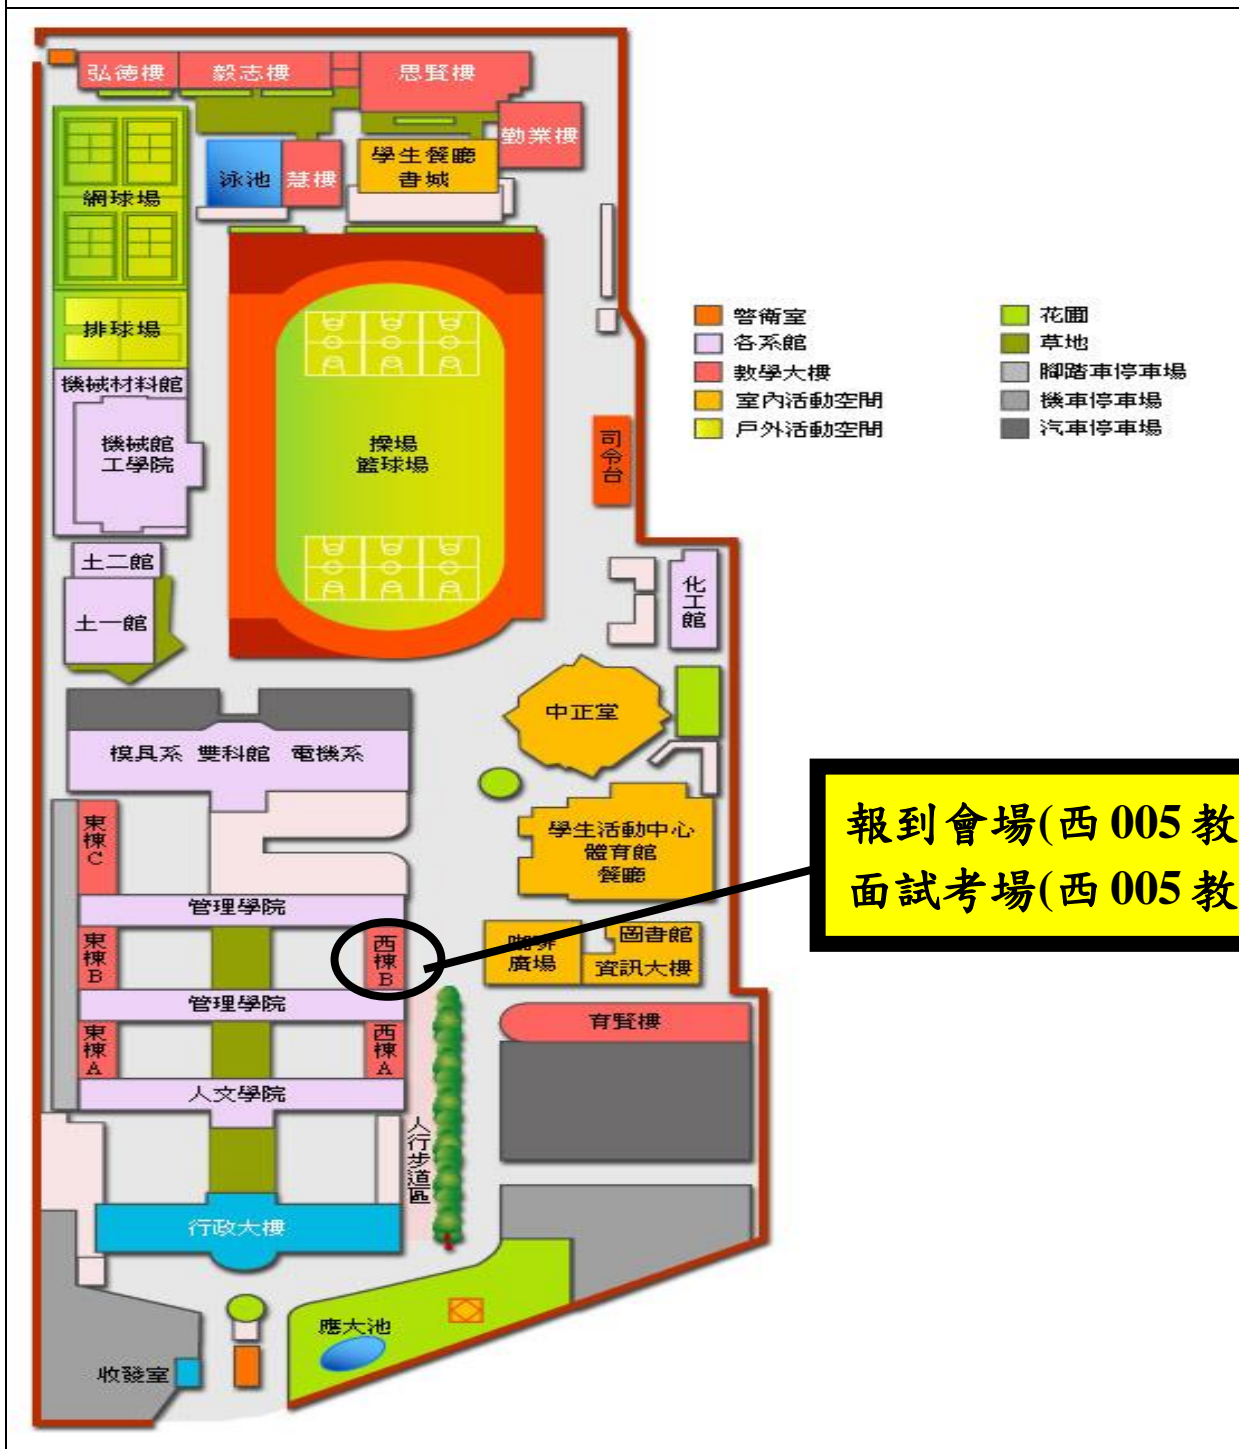 弘德樓 毅志樓 思賢樓
勤業樓
學生餐廳
書城
泳池 慧樓
網球場
排球場
機械材料館
機械館
工學院
操場
籃球場
司令台
警衛室
各系館
教學大樓
室內活動空間
戶外活動空間
花圃
草地
腳踏車停車場
機車停車場
汽車停車場
土二館
土一館
化工館
中正堂
模具系 雙科館 電機系
東棟C
學生活動中心
體育館
餐廳
報到會場(西005教
面試考場(西005教
管理學院
東棟B
西棟B
咖啡
廣場
圖書館
資訊大樓
管理學院
育賢樓
東棟A
西棟A
人文學院
人行步道區
行政大樓
應大池
收發室